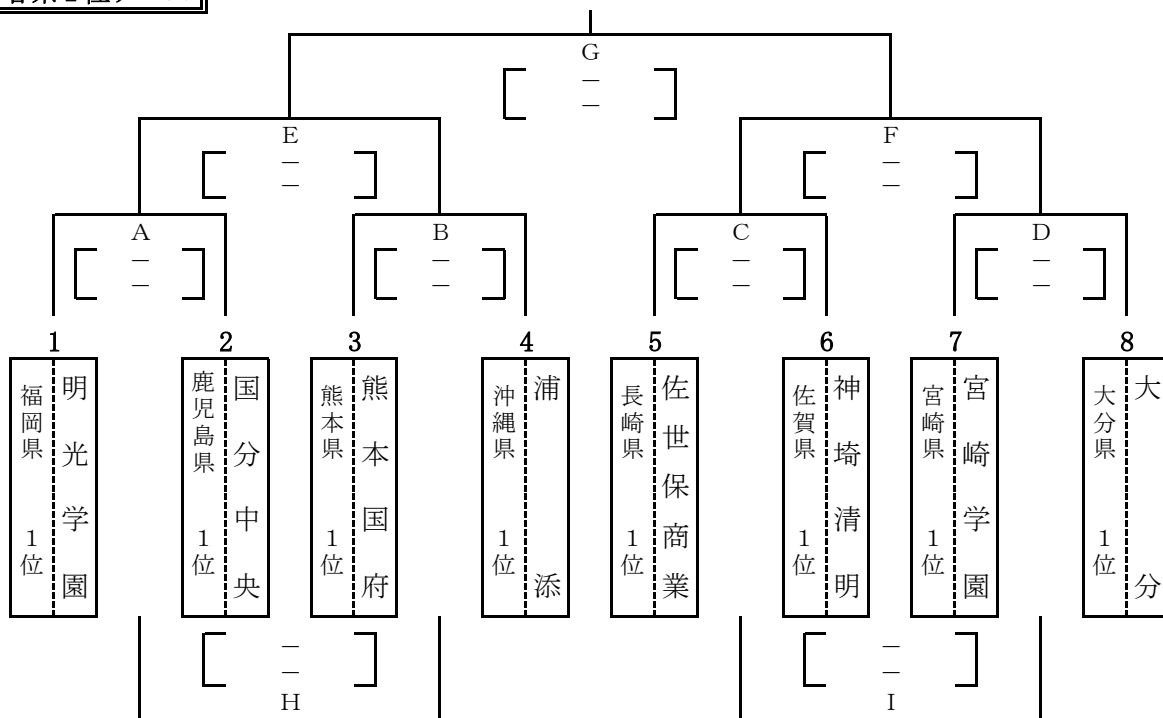 G
－
－
E
－
－
F
－
－
A
－
－
B
－
－
C
－
－
D
－
－
1
2
3
4
5
6
7
8
福岡県 1位
明光学園
鹿児島県 1位
国分中央
熊本県 1位
熊本国府
沖縄県 1位
浦添
長崎県 1位
佐世保商業
佐賀県 1位
神埼清明
宮崎県 1位
宮崎学園
大分県 1位
大分
－
－
H
－
－
I